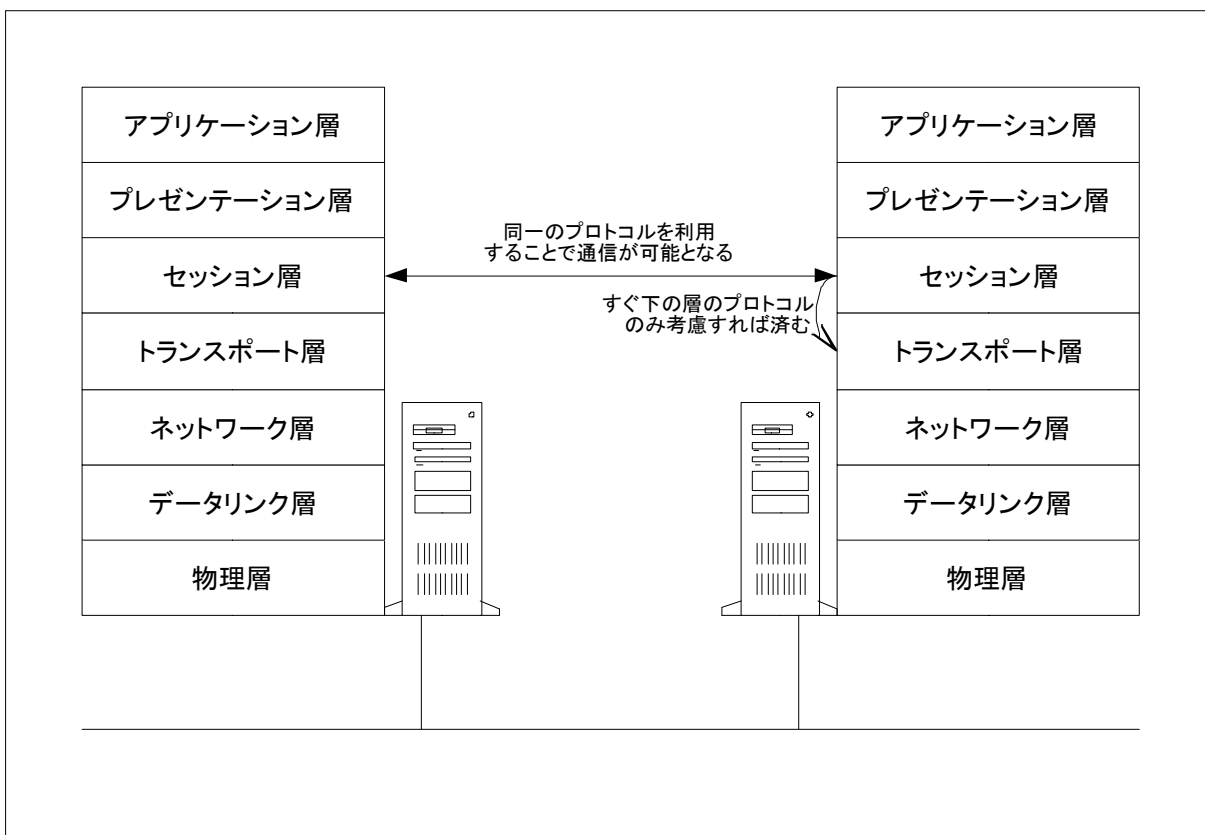 アプリケーション層
プレゼンテーション層
セッション層
トランスポート層
ネットワーク層
データリンク層
物理層
同一のプロトコルを利用
することで通信が可能となる
すぐ下の層のプロトコル
のみ考慮すれば済む
アプリケーション層
プレゼンテーション層
セッション層
トランスポート層
ネットワーク層
データリンク層
物理層